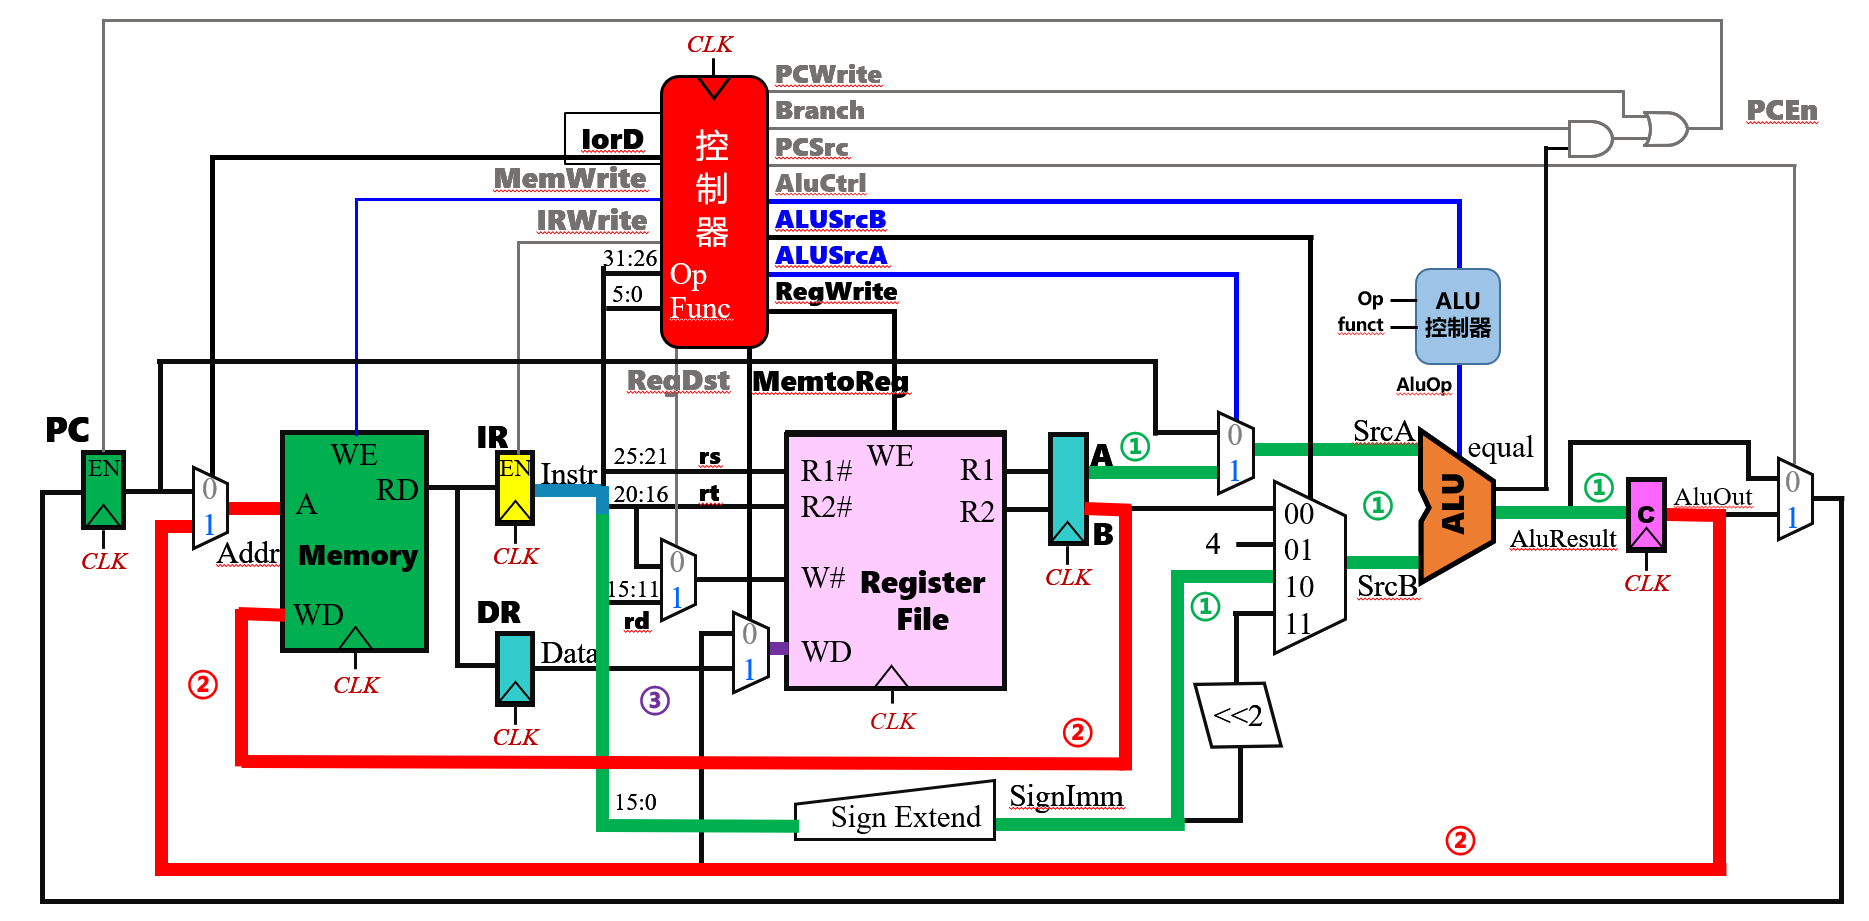 CLK
控
制
器
Op
Func
PCWrite
Branch
PCSrc
AluCtrl
ALUSrcB
ALUSrcA
RegWrite
PCEn
IorD
MemWrite
IRWrite
31:26
5:0
RegDst
MemtoReg
Op
funct
ALU
控制器
AluOp
PC
EN
CLK
0
1
Addr
WE
A
RD
Memory
WD
CLK
IR
EN
Instr
CLK
DR
Data
CLK
25:21 rs
20:16 rt
0
1
15:11
rd
0
1
15:0
WE
R1#
R1
R2#
R2
W#
Register
File
WD
CLK
A
B
CLK
①
0
1
4
00
01
10
11
①
<<2
Sign Extend
SignImm
SrcA
SrcB
①
ALU
equal
AluResult
①
C
CLK
AluOut
0
1
②
③
②
②